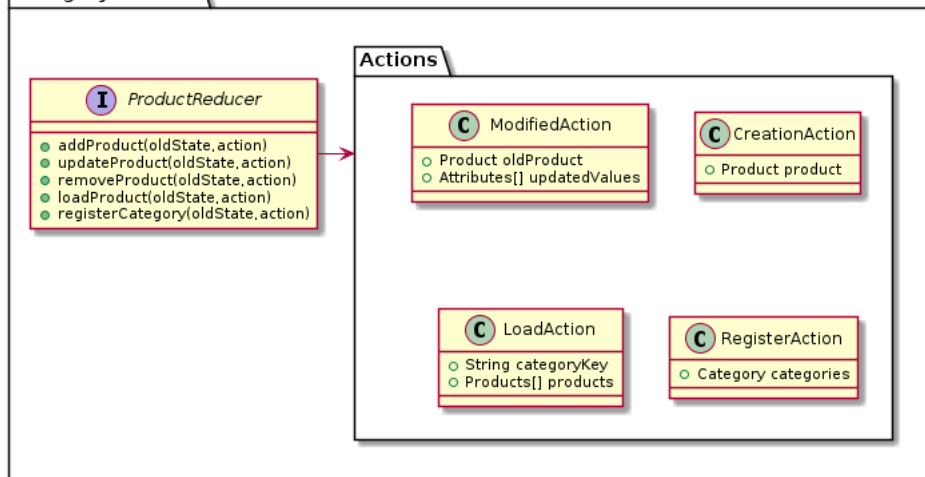 Actions
I ProductReducer
addProduct(oldState,action)
updateProduct(oldState,action)
removeProduct(oldState,action)
loadProduct(oldState,action)
registerCategory(oldState,action)
C ModifiedAction
Product oldProduct
Attributes[] updatedValues
C CreationAction
Product product
C LoadAction
String categoryKey
Products[] products
C RegisterAction
Category categories